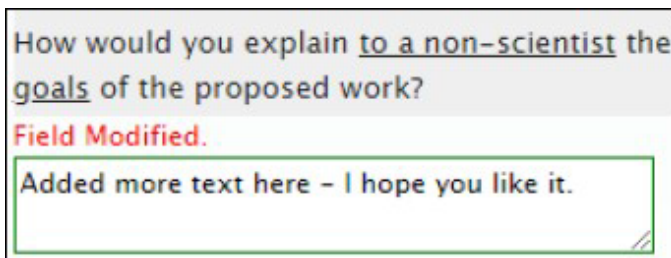 How would you explain to a non-scientist the
goals of the proposed work?
Field Modified.
Added more text here - I hope you like it.